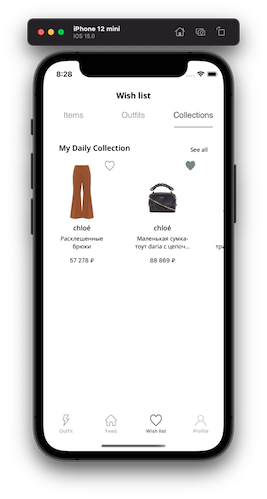 iPhone 12 mini
iOS 15.0
8:28
Wish list
Items Outfits Collections
My Daily Collection See all
chloé chloé
Расклешенные Маленькая сумка-
брюки тоут daria с цепоч...
57 278 ₽ 88 869 ₽
Outfit Feed Wish list Profile